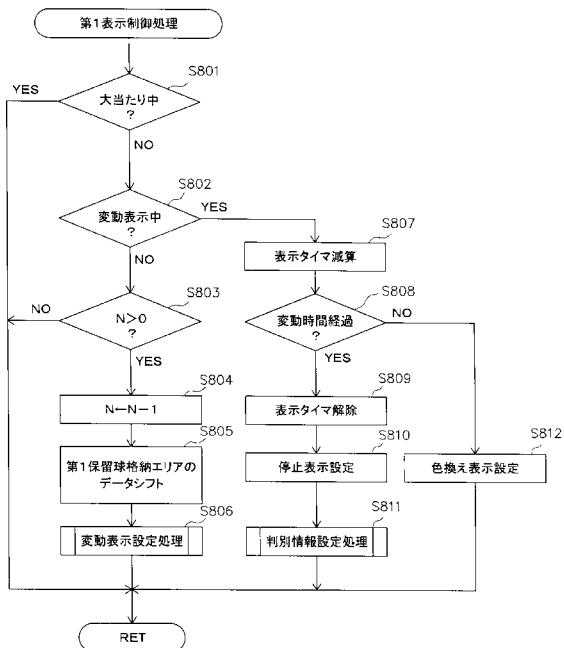 第1表示制御処理
S801
YES
大当たり中
?
NO
S802
YES
変動表示中
?
S807
表示タイマ減算
NO
S803
NO
N>0
?
S808
NO
変動時間経過
?
YES
YES
S804
N←N-1
S809
表示タイマ解除
S805
第1保留球格納エリアの
データシフト
S810
停止表示設定
S812
色換え表示設定
S806
変動表示設定処理
S811
判別情報設定処理
RET